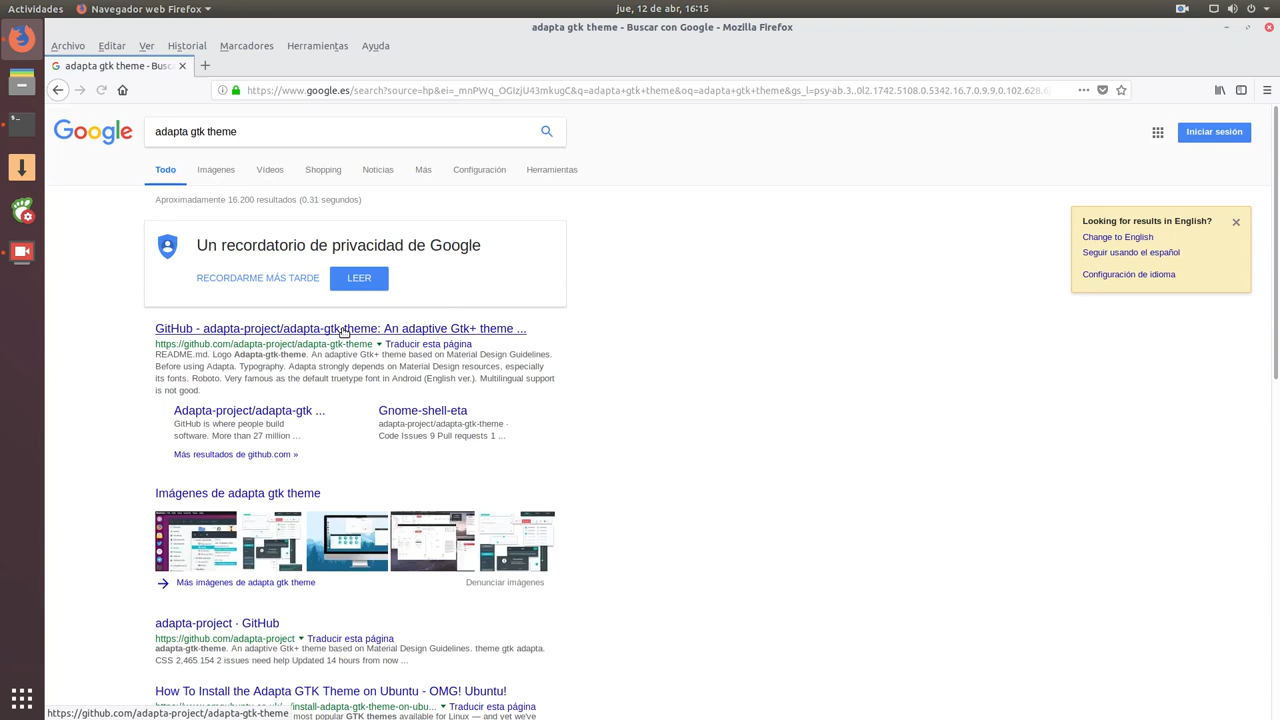 Actividades Navegador web Firefox jue, 12 de abr, 16:15
adapta gtk theme - Buscar con Google - Mozilla Firefox
Archivo Editar Ver Historial Marcadores Herramientas Ayuda
adapta gtk theme - Busc
https://www.google.es/search?source=hp&ei=_mnPWq_OGIzjU43mkugC&q=adapta+gtk+theme&oq=adapta+gtk+theme&gs_l=psy-ab.3..0l2.1742.5108.0.5342.16.7.0.9.9.0.102.628.6j
Google adapta gtk theme Iniciar sesión
Todo Imágenes Vídeos Shopping Noticias Más Configuración Herramientas
Aproximadamente 16.200 resultados (0,31 segundos)
Looking for results in English?
Change to English
Seguir usando el español
Configuración de idioma
Un recordatorio de privacidad de Google
RECORDARME MÁS TARDE LEER
GitHub - adapta-project/adapta-gtk-theme: An adaptive Gtk+ theme ...
https://github.com/adapta-project/adapta-gtk-theme Traducir esta página
README.md. Logo Adapta-gtk-theme. An adaptive Gtk+ theme based on Material Design Guidelines.
Before using Adapta. Typography. Adapta strongly depends on Material Design resources, especially
its fonts. Roboto. Very famous as the default truetype font in Android (English ver.). Multilingual support
is not good.
Adapta-project/adapta-gtk ...
GitHub is where people build
software. More than 27 million ...
Gnome-shell-eta
adapta-project/adapta-gtk-theme ·
Code Issues 9 Pull requests 1 ...
Más resultados de github.com »
Imágenes de adapta gtk theme
Más imágenes de adapta gtk theme Denunciar imágenes
adapta-project · GitHub
https://github.com/adapta-project Traducir esta página
adapta-gtk-theme. An adaptive Gtk+ theme based on Material Design Guidelines. theme gtk adapta.
CSS 2,465 154 2 issues need help Updated 14 hours from now ...
How To Install the Adapta GTK Theme on Ubuntu - OMG! Ubuntu!
/install-adapta-gtk-theme-on-ubu... Traducir esta página
https://github.com/adapta-project/adapta-gtk-theme most popular GTK themes available for Linux — and yet we've